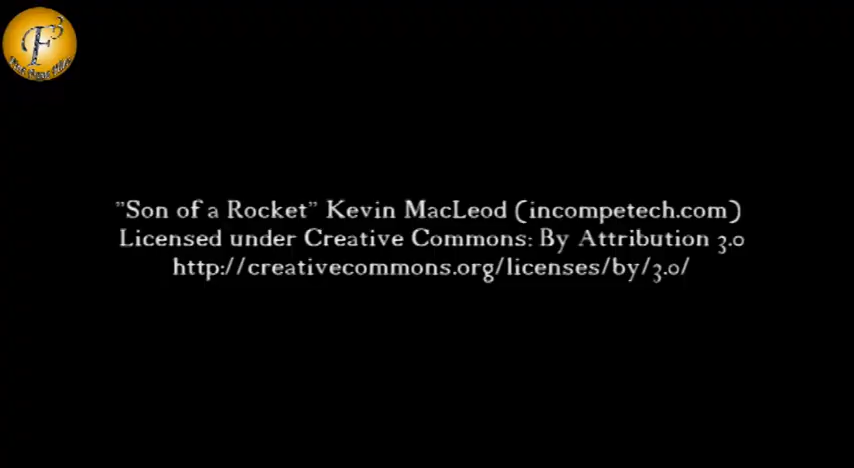 F3
"Son of a Rocket" Kevin MacLeod (incompetech.com)
Licensed under Creative Commons: By Attribution 3.0
http://creativecommons.org/licenses/by/3.0/